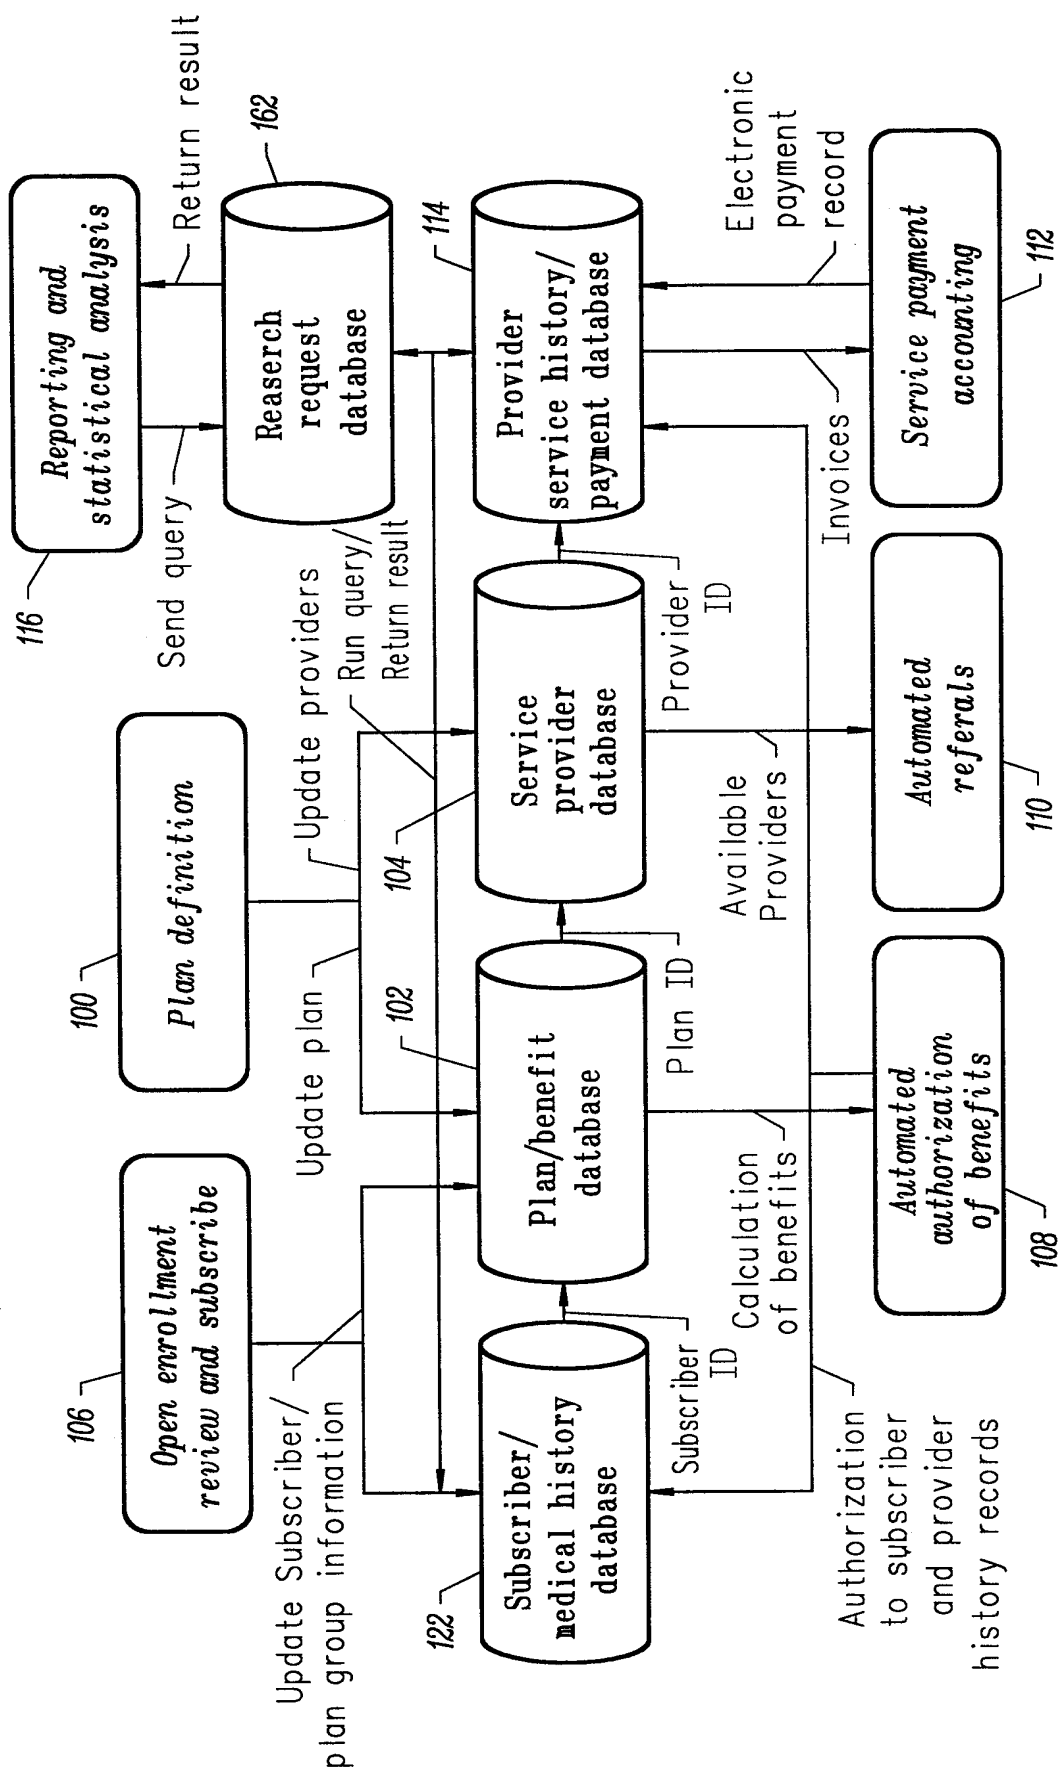 106
Open enrollment
review and subscribe
100
Plan definition
116
Reporting and
statistical analysis
Update Subscriber/
plan group information
Update plan
Update providers
Send query
Return result
Run query/
Return result
162
Reaserch
request
database
122
Subscriber/
medical history
database
102
Plan/benefit
database
104
Service
provider
database
114
Provider
service history/
payment database
Subscriber
ID
Plan ID
Provider
ID
Calculation
of benefits
Available
Providers
Invoices
Electronic
payment
record
Authorization
to subscriber
and provider
history records
Automated
authorization
of benefits
108
Automated
referals
110
Service payment
accounting
112